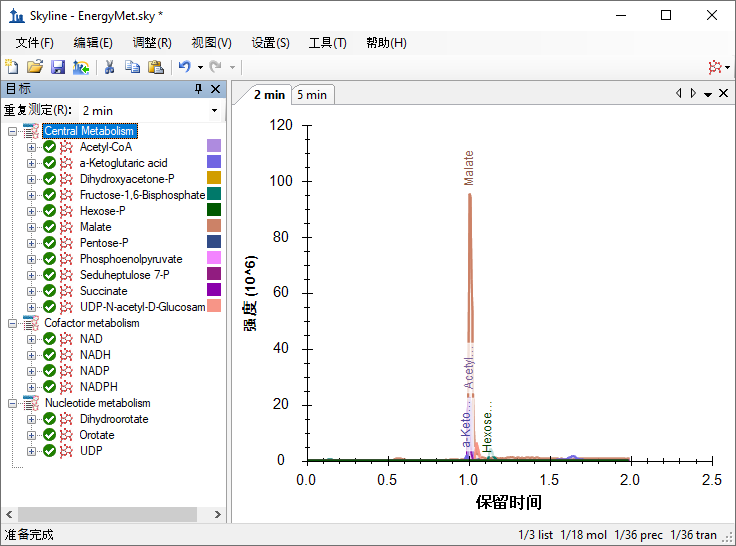 Skyline - EnergyMet.sky *
文件(F) 编辑(E) 调整(R) 视图(V) 设置(S) 工具(T) 帮助(H)
目标
重复测定(R): 2 min
Central Metabolism
Acetyl-CoA
a-Ketoglutaric acid
Dihydroxyacetone-P
Fructose-1,6-Bisphosphate
Hexose-P
Malate
Pentose-P
Phosphoenolpyruvate
Seduheptulose 7-P
Succinate
UDP-N-acetyl-D-Glucosam
Cofactor metabolism
NAD
NADH
NADP
NADPH
Nucleotide metabolism
Dihydroorotate
Orotate
UDP
2 min 5 min
120
100
80
60
40
20
0
强度 (10^6)
Malate
Acetyl...
a-Keto...
Hexose...
0.0 0.5 1.0 1.5 2.0 2.5
保留时间
准备完成 1/3 list 1/18 mol 1/36 prec 1/36 tran